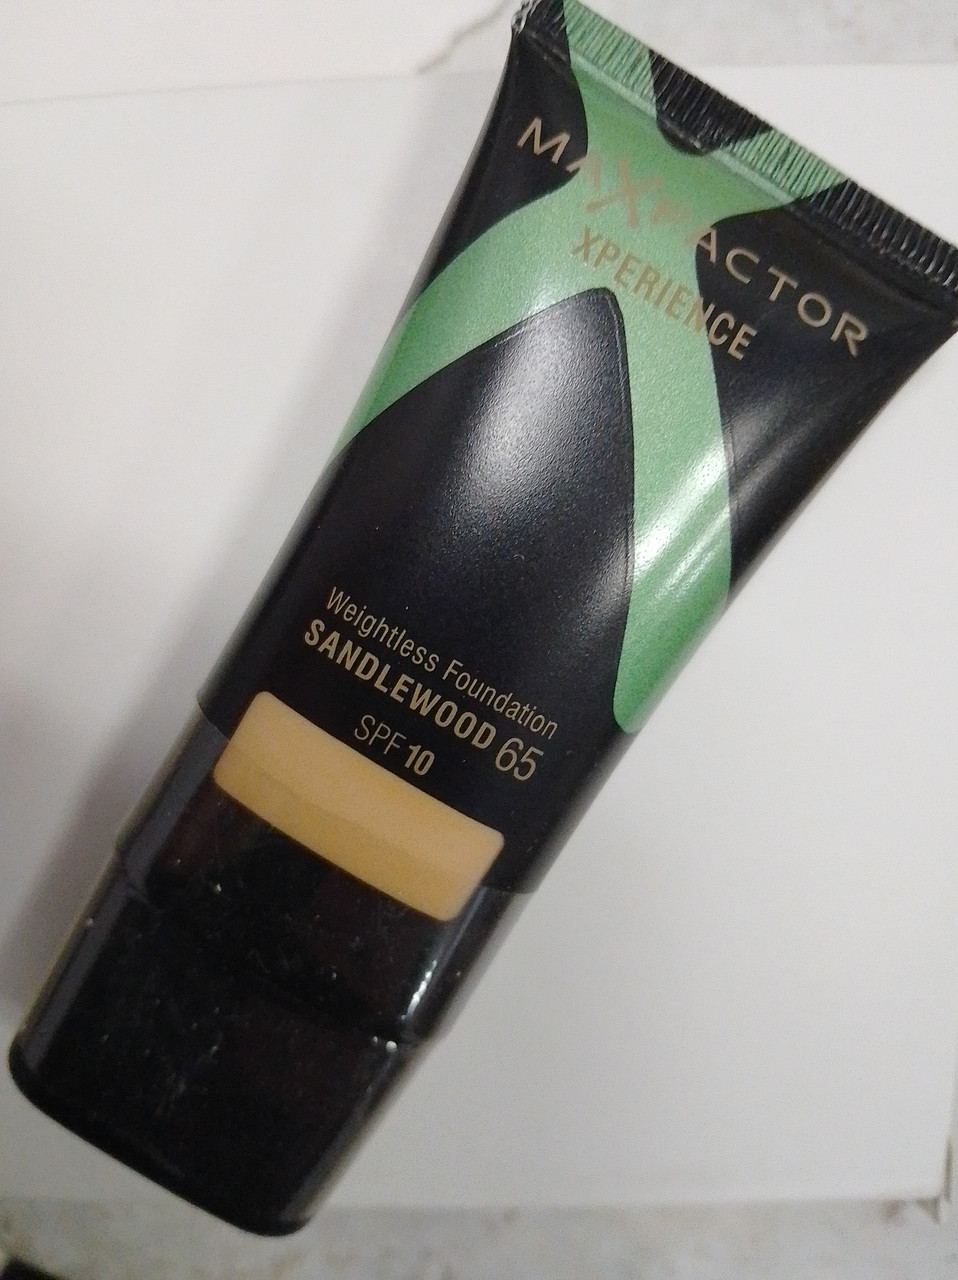 MAXFACTOR
XPERIENCE
Weightless Foundation
SANDLEWOOD 65
SPF 10